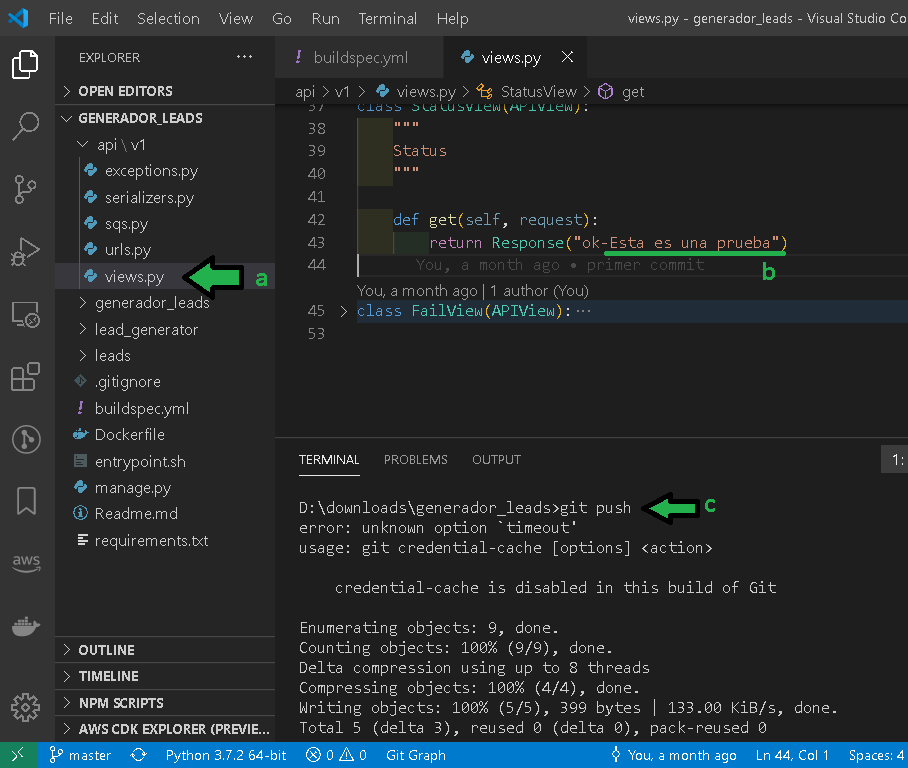 File Edit Selection View Go Run Terminal Help views.py - generador_leads - Visual Studio Co
EXPLORER ···
OPEN EDITORS
GENERADOR_LEADS
api \ v1
exceptions.py
serializers.py
sqs.py
urls.py
views.py a
generador_leads
lead_generator
leads
.gitignore
! buildspec.yml
Dockerfile
entrypoint.sh
manage.py
Readme.md
requirements.txt
OUTLINE
TIMELINE
NPM SCRIPTS
AWS CDK EXPLORER (PREVIE...
aws
! buildspec.yml views.py
api > v1 > views.py > StatusView > get
37 class StatusView(APIView):
38 """
39 Status
40 """
41
42 def get(self, request):
43 return Response("ok-Esta es una prueba")
b
44 You, a month ago • primer commit
You, a month ago | 1 author (You)
45 class FailView(APIView):···
53
TERMINAL PROBLEMS OUTPUT 1:
D:\downloads\generador_leads>git push c
error: unknown option `timeout'
usage: git credential-cache [options] <action>
credential-cache is disabled in this build of Git
Enumerating objects: 9, done.
Counting objects: 100% (9/9), done.
Delta compression using up to 8 threads
Compressing objects: 100% (4/4), done.
Writing objects: 100% (5/5), 399 bytes | 133.00 KiB/s, done.
Total 5 (delta 3), reused 0 (delta 0), pack-reused 0
master Python 3.7.2 64-bit 0 0 Git Graph You, a month ago Ln 44, Col 1 Spaces: 4